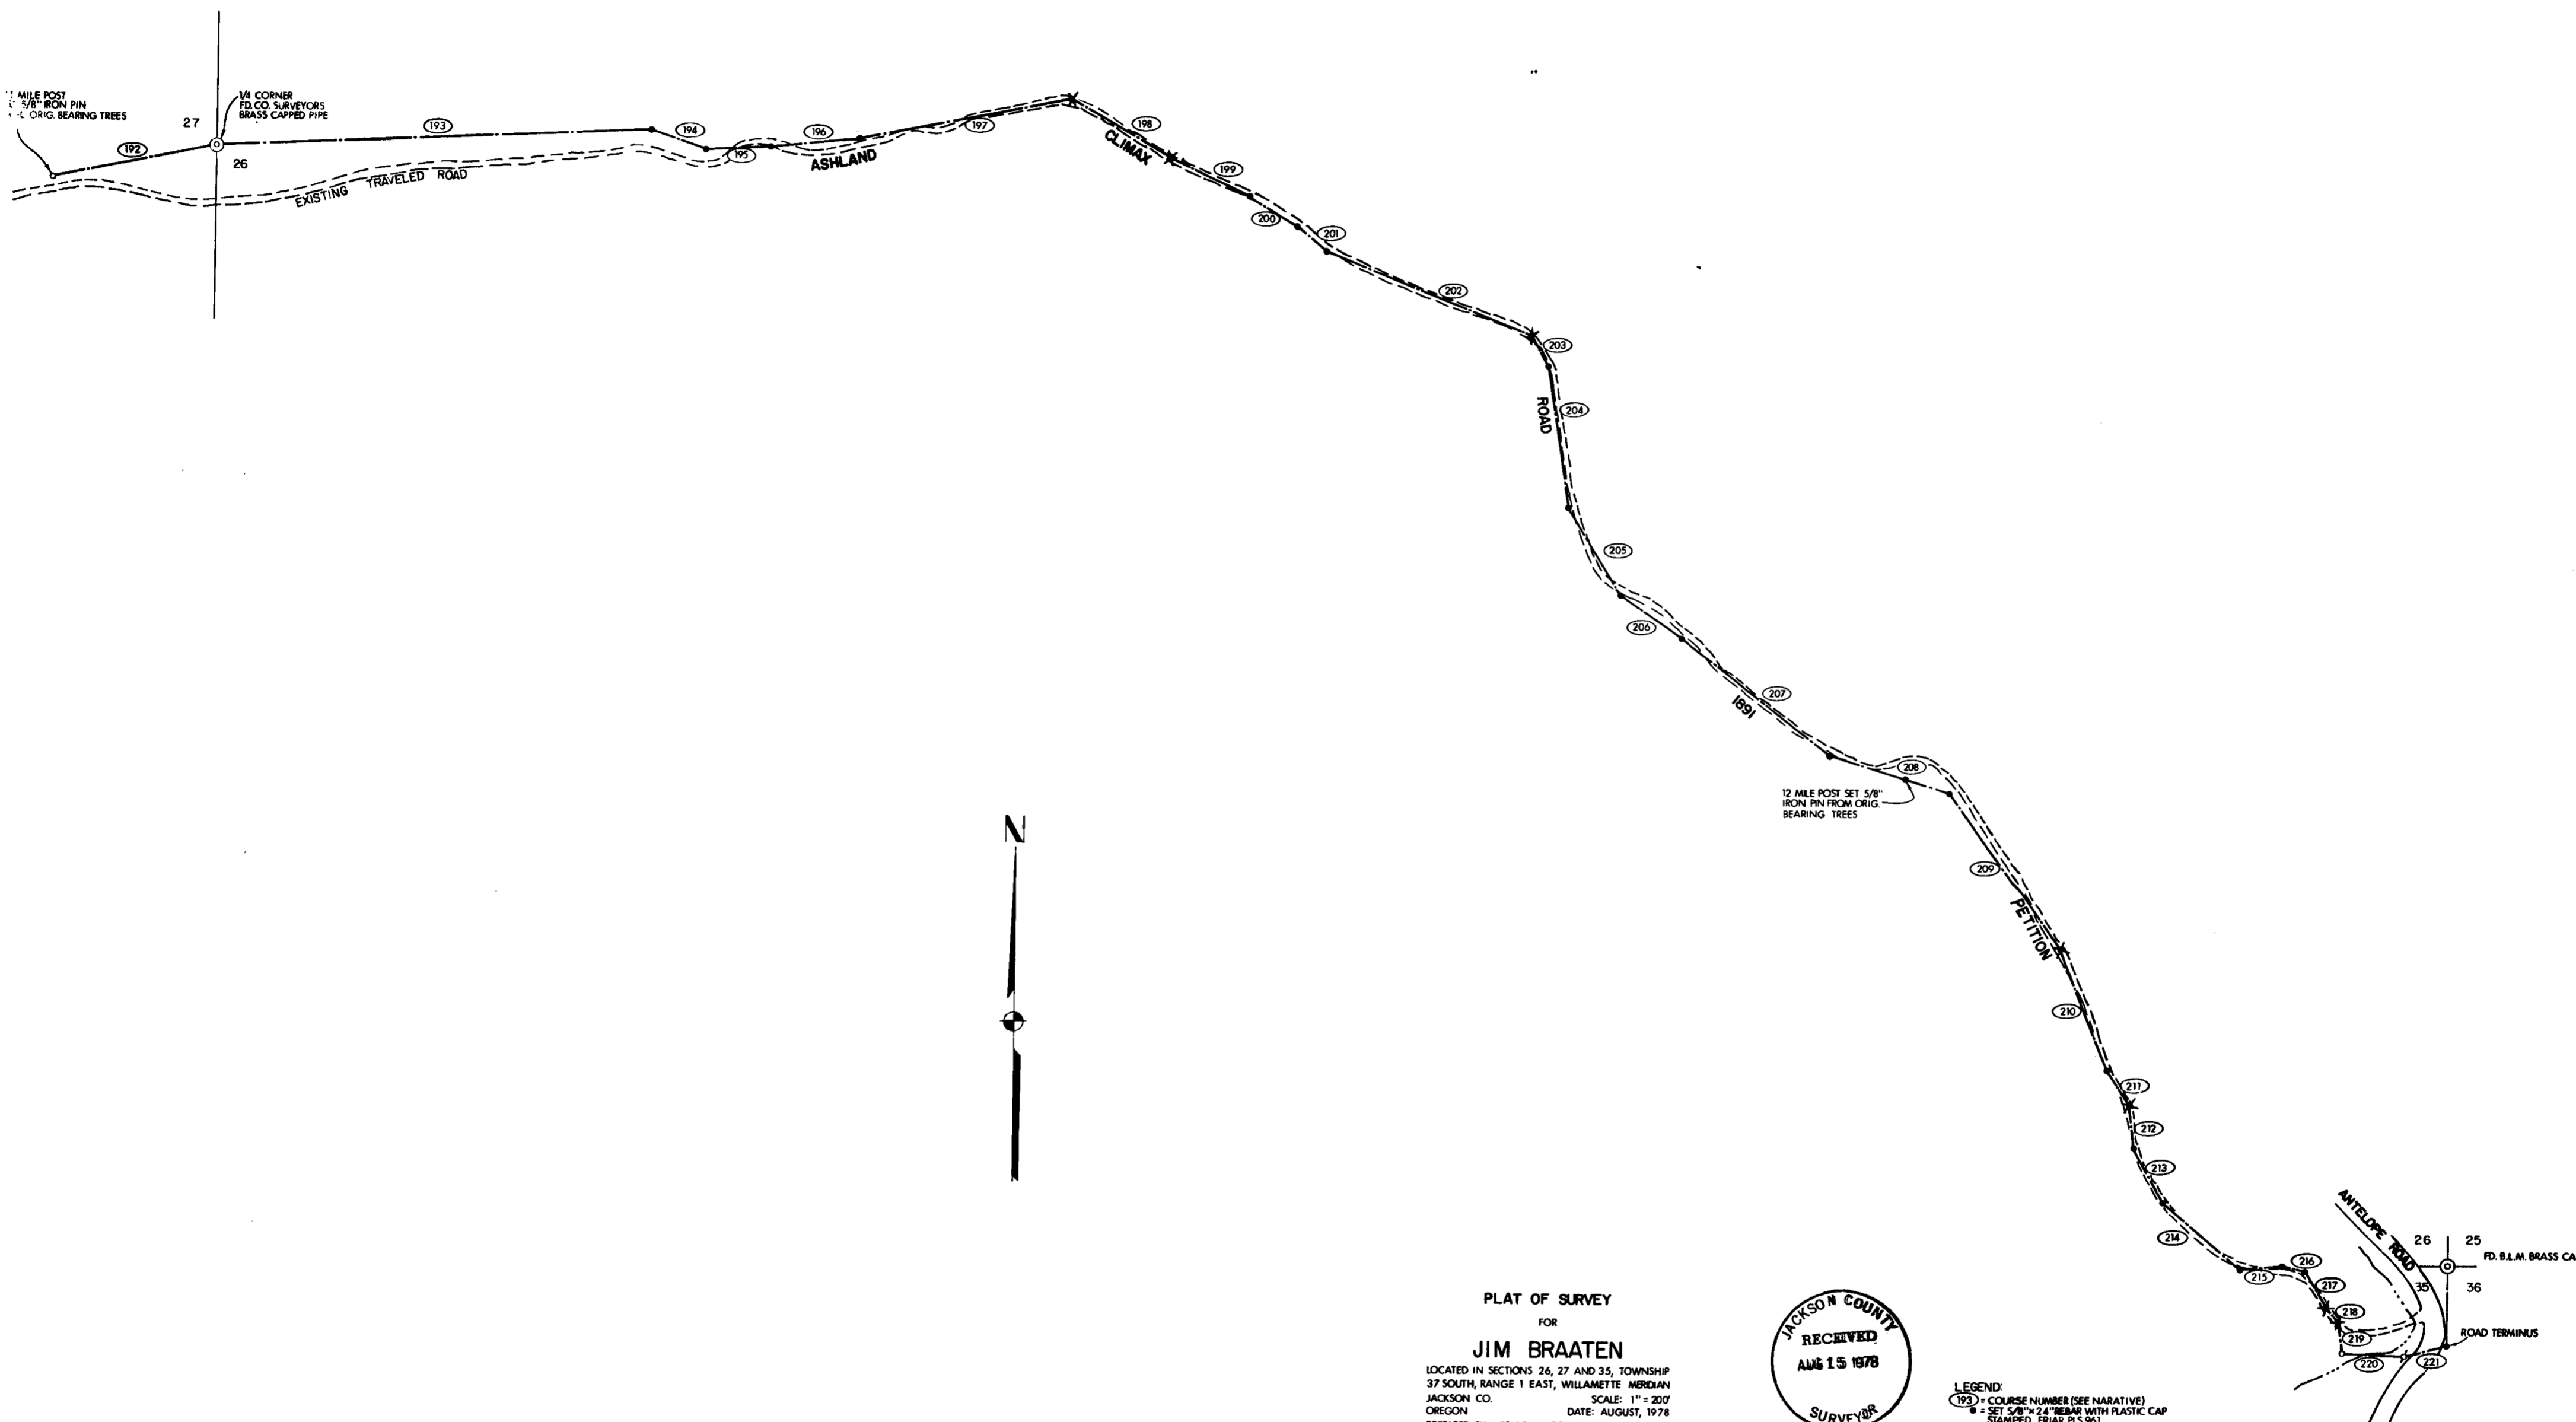 MILE POST
5/8" IRON PIN
ORIG. BEARING TREES
27
1/4 CORNER
FD. CO. SURVEYORS
BRASS CAPPED PIPE
26
192
193
194
195
196
197
198
199
200
201
202
203
204
205
206
207
208
209
210
211
212
213
214
215
216
217
218
219
220
221
EXISTING TRAVELED ROAD
ASHLAND
CLIMAX
ROAD
1891
PETITION
12 MILE POST SET 5/8"
IRON PIN FROM ORIG.
BEARING TREES
N
ANTELOPE ROAD
26 25
FD. B.L.M. BRASS
35 36
ROAD TERMINUS
PLAT OF SURVEY
FOR
JIM BRAATEN
LOCATED IN SECTIONS 26, 27 AND 35, TOWNSHIP
37 SOUTH, RANGE 1 EAST, WILLAMETTE MERIDIAN
JACKSON CO. SCALE: 1" = 200'
OREGON DATE: AUGUST, 1978
JACKSON COUNTY
RECEIVED
AUG 15 1978
SURVEYOR
LEGEND:
193 = COURSE NUMBER (SEE NARATIVE)
● = SET 5/8" x 24" REBAR WITH PLASTIC CAP
STAMPED FRIAR PLS 961